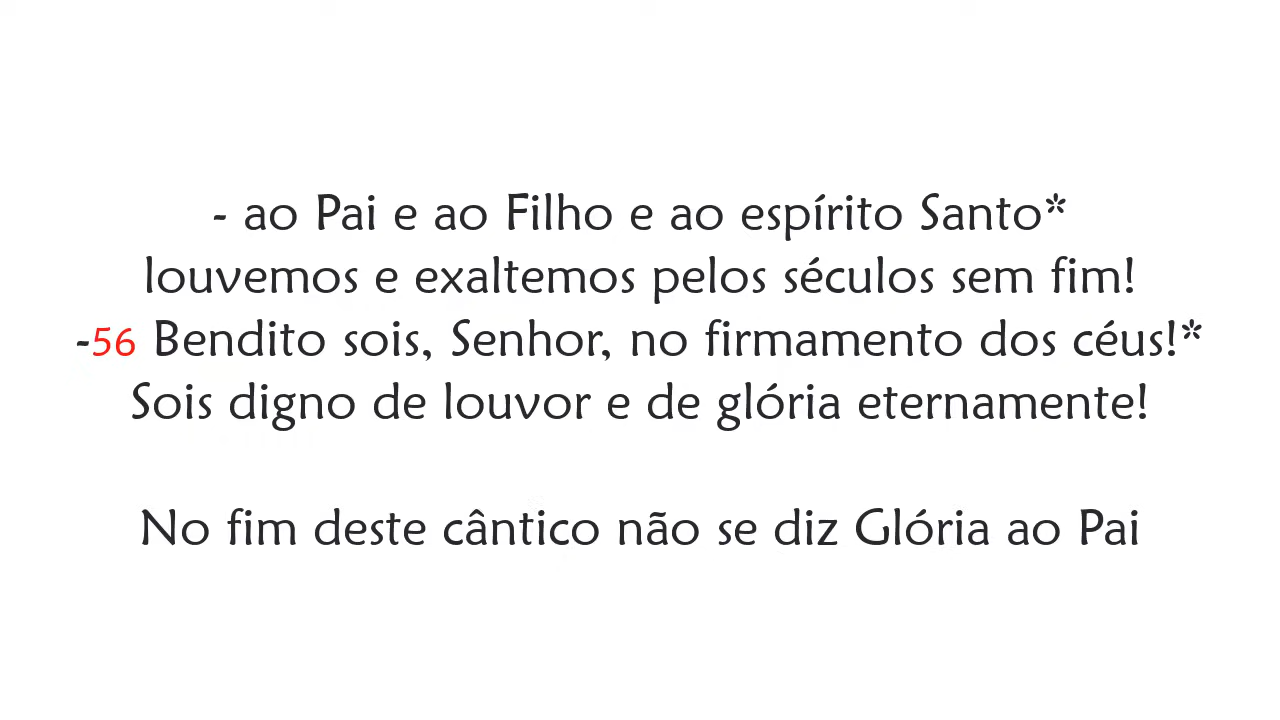 - ao Pai e ao Filho e ao espírito Santo*
louvemos e exaltemos pelos séculos sem fim!
-56 Bendito sois, Senhor, no firmamento dos céus!*
Sois digno de louvor e de glória eternamente!
No fim deste cântico não se diz Glória ao Pai